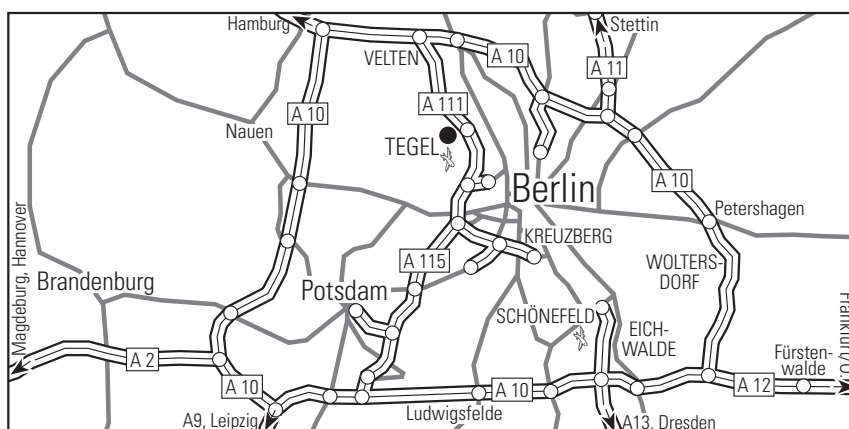 Hamburg
Stettin
VELTEN
A 10
A 11
A 111
A 10
Nauen
TEGEL
A 10
Berlin
Petershagen
KREUZBERG
A 115
WOLTERS-
DORF
Magdeburg, Hannover
Brandenburg
Potsdam
SCHÖNEFELD
EICH-
WALDE
Frankfurt/O.
A 2
Fürsten-
walde
A 10
A 10
A 12
Ludwigsfelde
A9, Leipzig
A13, Dresden